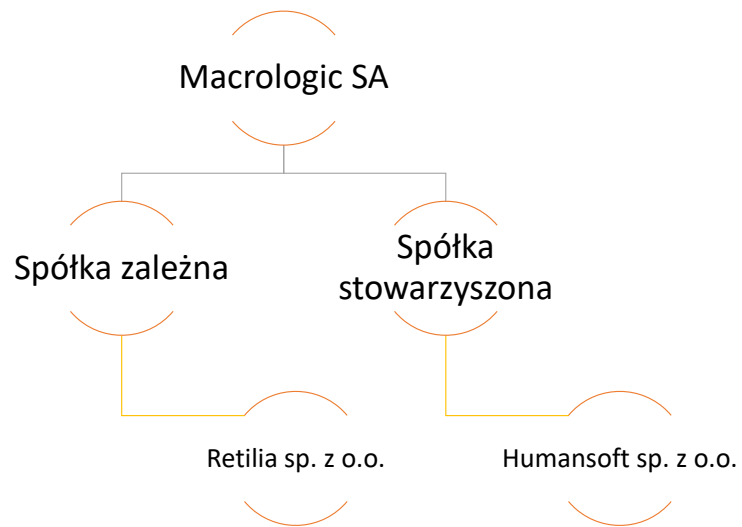 Macrologic SA
Spółka zależna
Spółka
stowarzyszona
Retilia sp. z o.o.
Humansoft sp. z o.o.